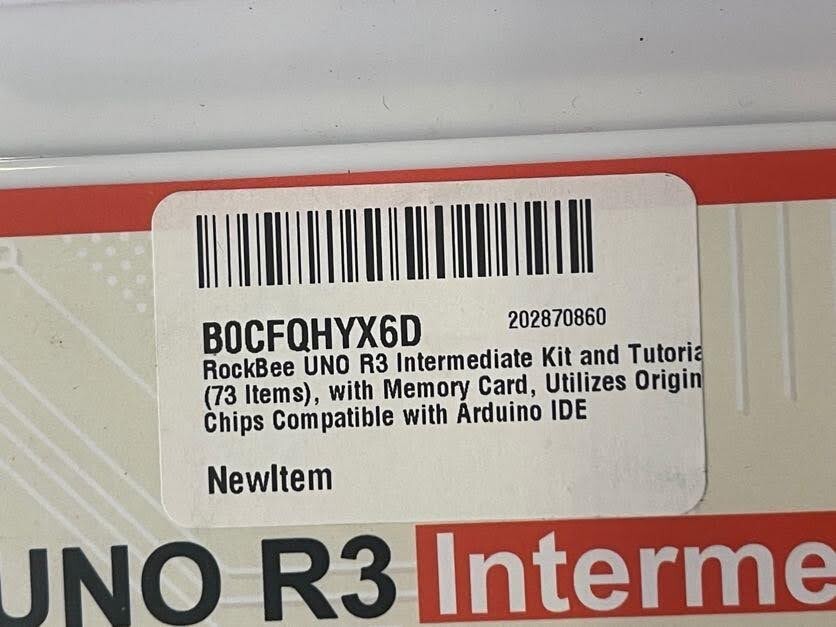 B0CFQHYX6D 202870860
RockBee UNO R3 Intermediate Kit and Tutoria
(73 Items), with Memory Card, Utilizes Origin
Chips Compatible with Arduino IDE
NewItem
UNO R3 Interme